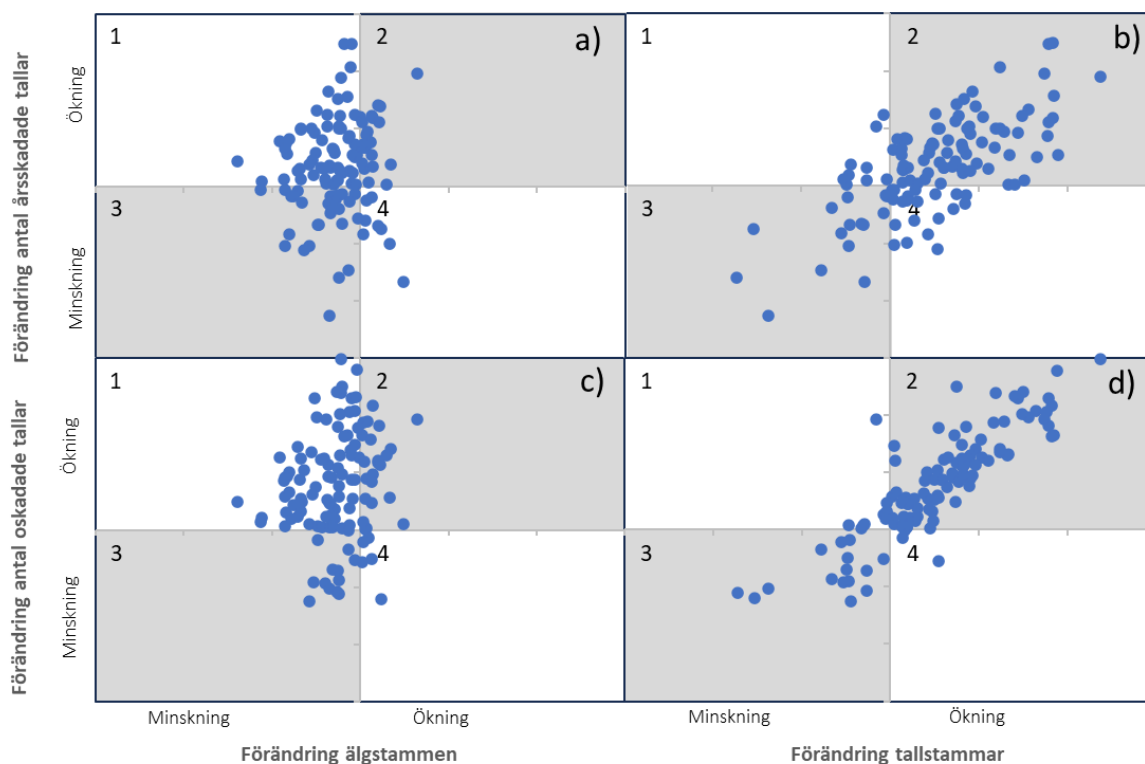 1
2
a)
3
4
1
2
b)
3
4
Förändring antal årsskadade tallar
Ökning
Minskning
1
2
c)
3
4
1
2
d)
3
4
Förändring antal oskadade tallar
Ökning
Minskning
Minskning
Ökning
Minskning
Ökning
Förändring älgstammen
Förändring tallstammar